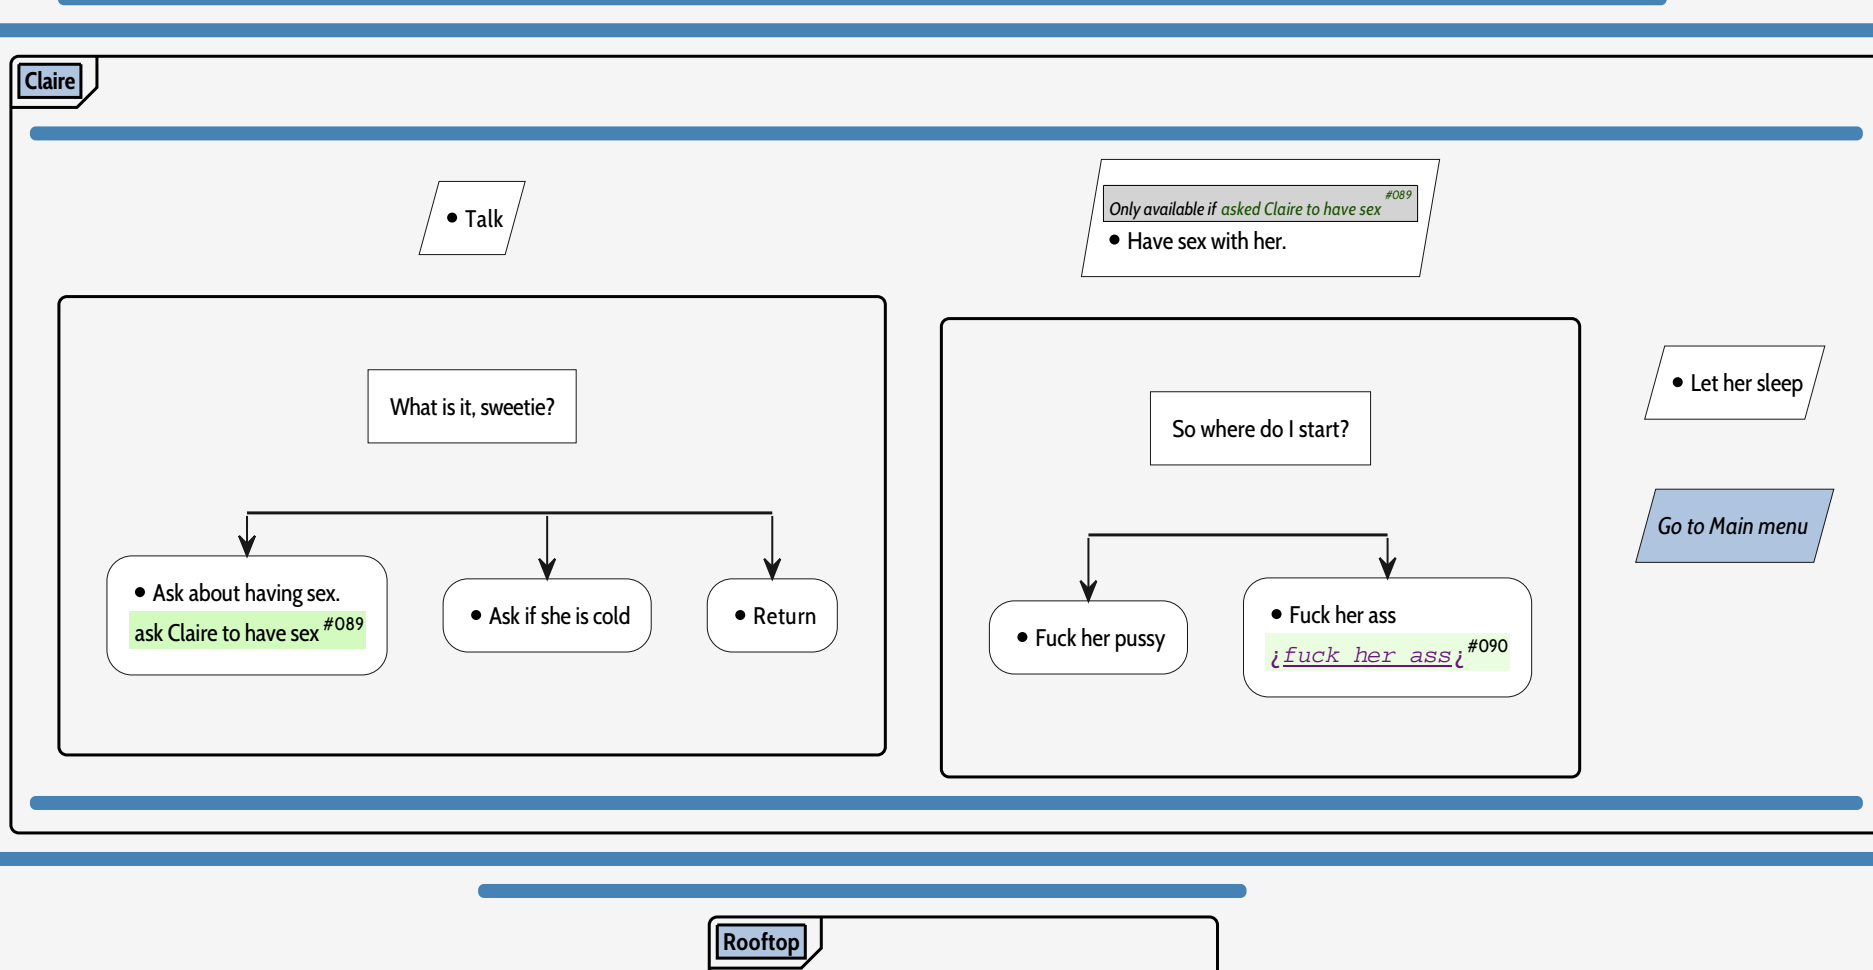 Claire
• Talk
Only available if asked Claire to have sex #089
• Have sex with her.
What is it, sweetie?
• Ask about having sex.
ask Claire to have sex #089
• Ask if she is cold
• Return
So where do I start?
• Fuck her pussy
• Fuck her ass
¿fuck her ass¿ #090
• Let her sleep
Go to Main menu
Rooftop